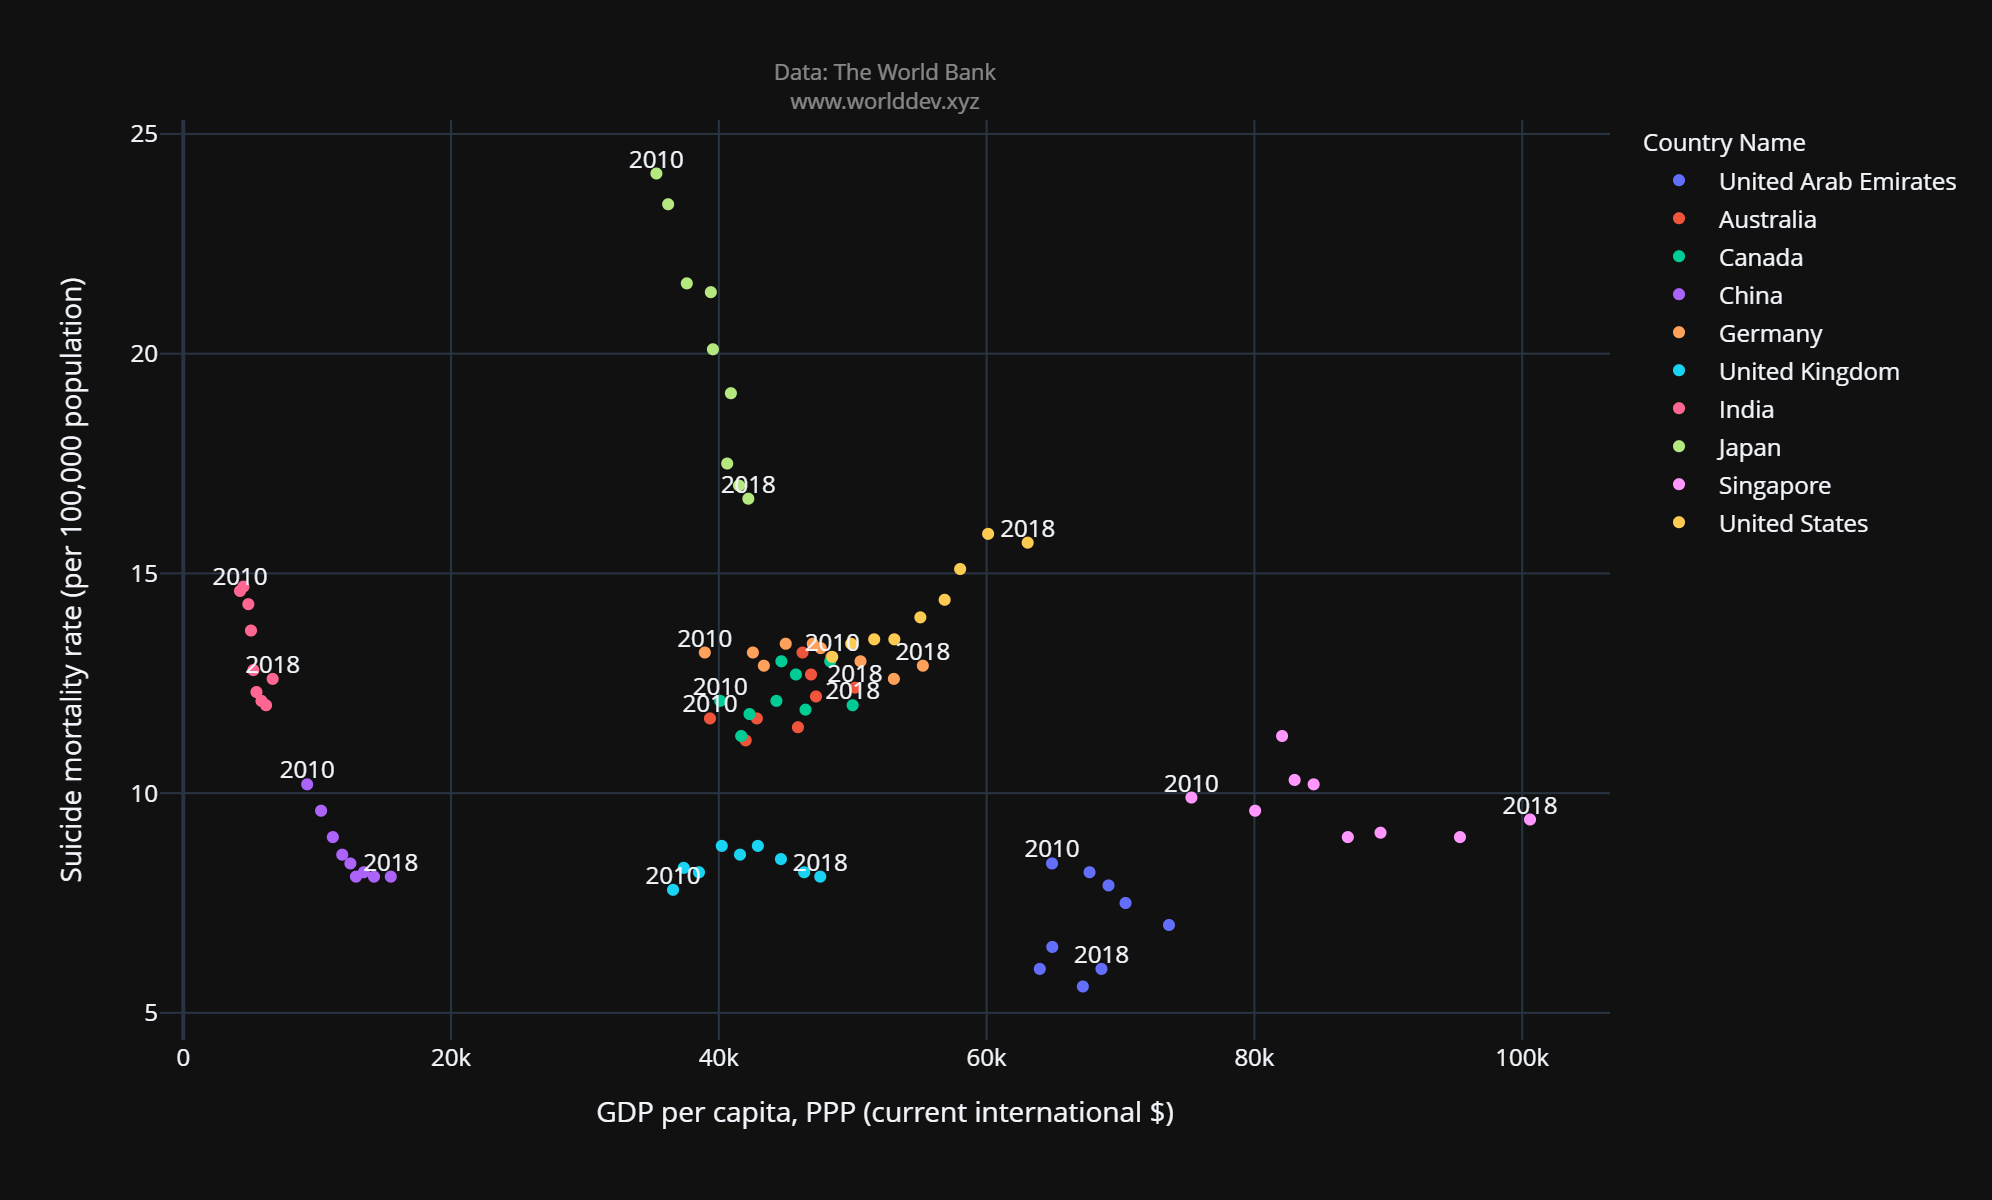 Data: The World Bank
www.worlddev.xyz
Suicide mortality rate (per 100,000 population)
25
20
15
10
5
2010
2018
2018
2010
2018
2010
2010
2018
2018
2010
2018
2010
2010
2018
2010
2018
2010
2018
2010
2018
0
20k
40k
60k
80k
100k
GDP per capita, PPP (current international $)
Country Name
United Arab Emirates
Australia
Canada
China
Germany
United Kingdom
India
Japan
Singapore
United States